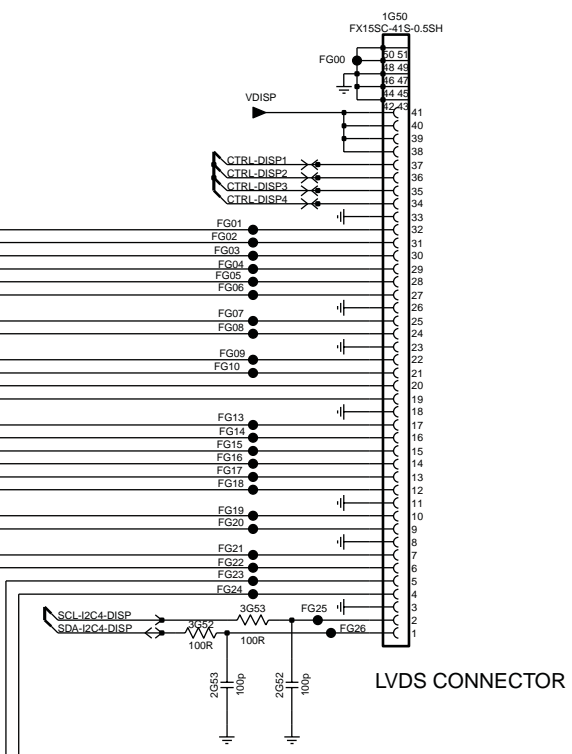 1G50
FX15SC-41S-0.5SH
FG00
50 51
48 49
46 47
44 45
42 43
VDISP
41
40
39
38
CTRL-DISP1
37
CTRL-DISP2
36
CTRL-DISP3
35
CTRL-DISP4
34
33
FG01
32
FG02
31
FG03
30
FG04
29
FG05
28
FG06
27
26
FG07
25
FG08
24
23
FG09
22
FG10
21
20
19
18
FG13
17
FG14
16
FG15
15
FG16
14
FG17
13
FG18
12
11
FG19
10
FG20
9
8
FG21
7
FG22
6
FG23
5
FG24
4
3
SCL-I2C4-DISP
3G53
100R
FG25
2
SDA-I2C4-DISP
3G52
100R
FG26
1
2G53
100p
2G52
100p
LVDS CONNECTOR